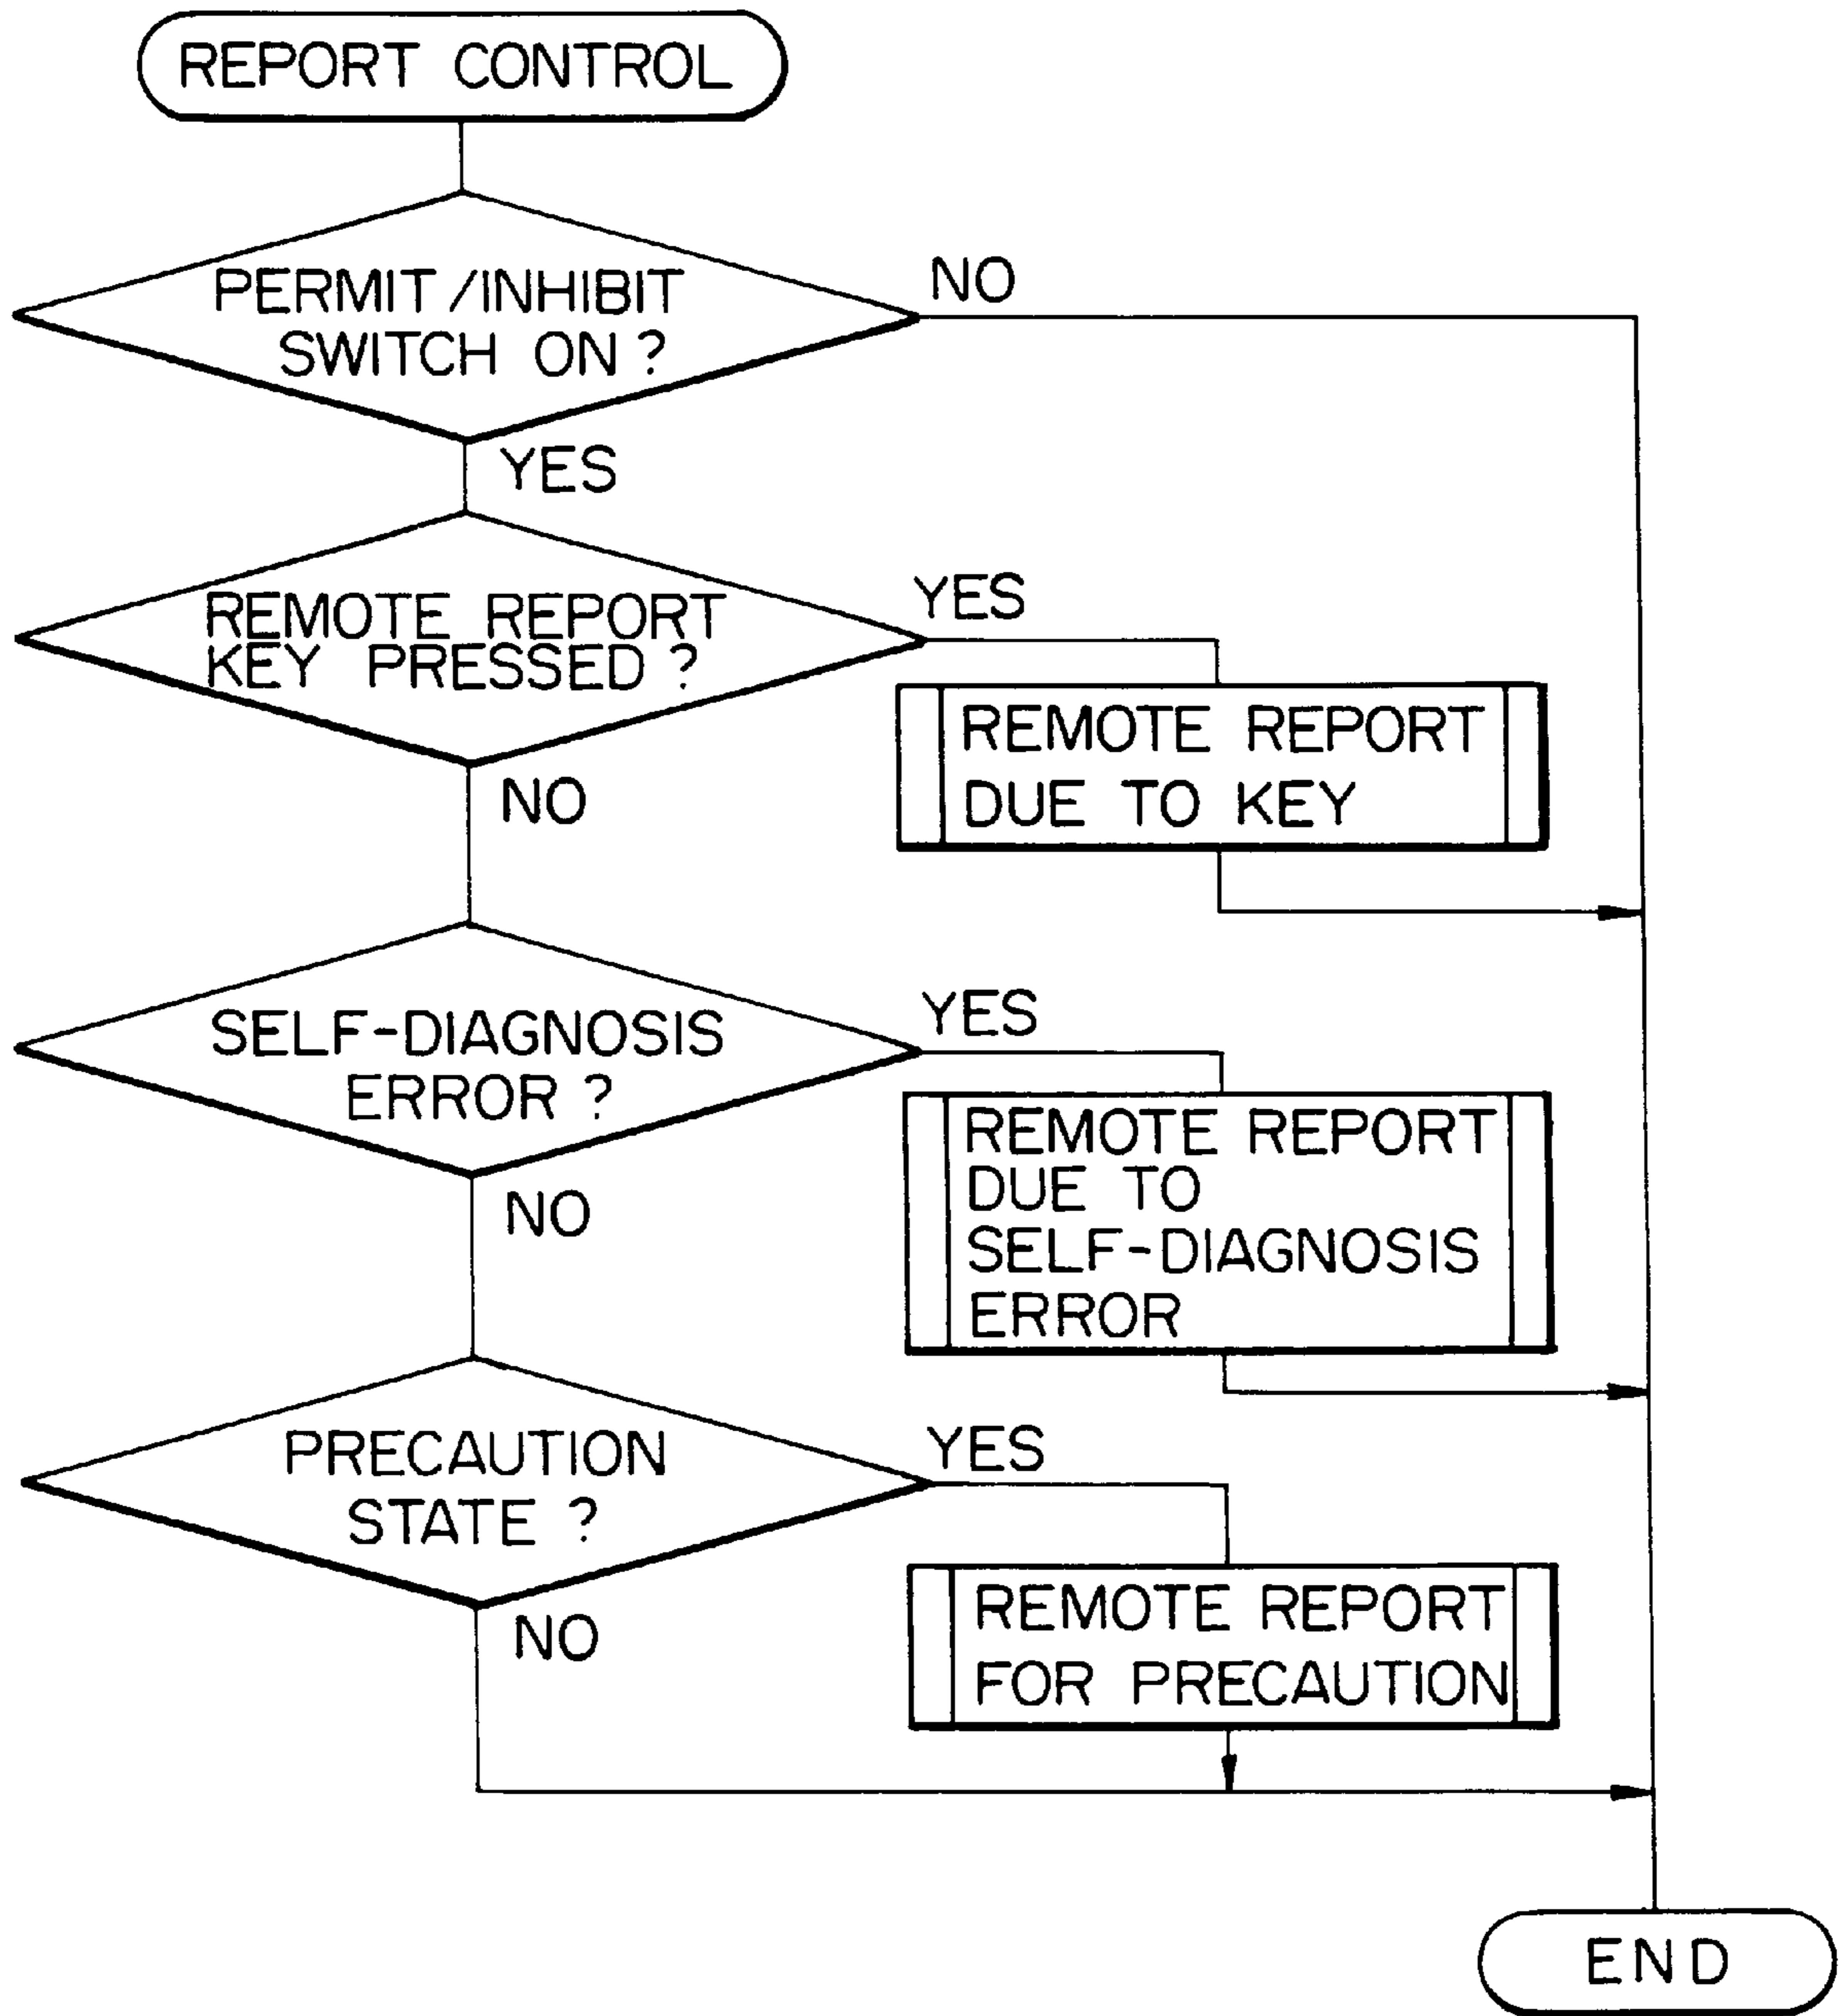 REPORT CONTROL
PERMIT/INHIBIT
SWITCH ON ?
NO
YES
REMOTE REPORT
KEY PRESSED ?
YES
REMOTE REPORT
DUE TO KEY
NO
SELF-DIAGNOSIS
ERROR ?
YES
REMOTE REPORT
DUE TO
SELF-DIAGNOSIS
ERROR
NO
PRECAUTION
STATE ?
YES
REMOTE REPORT
FOR PRECAUTION
NO
END